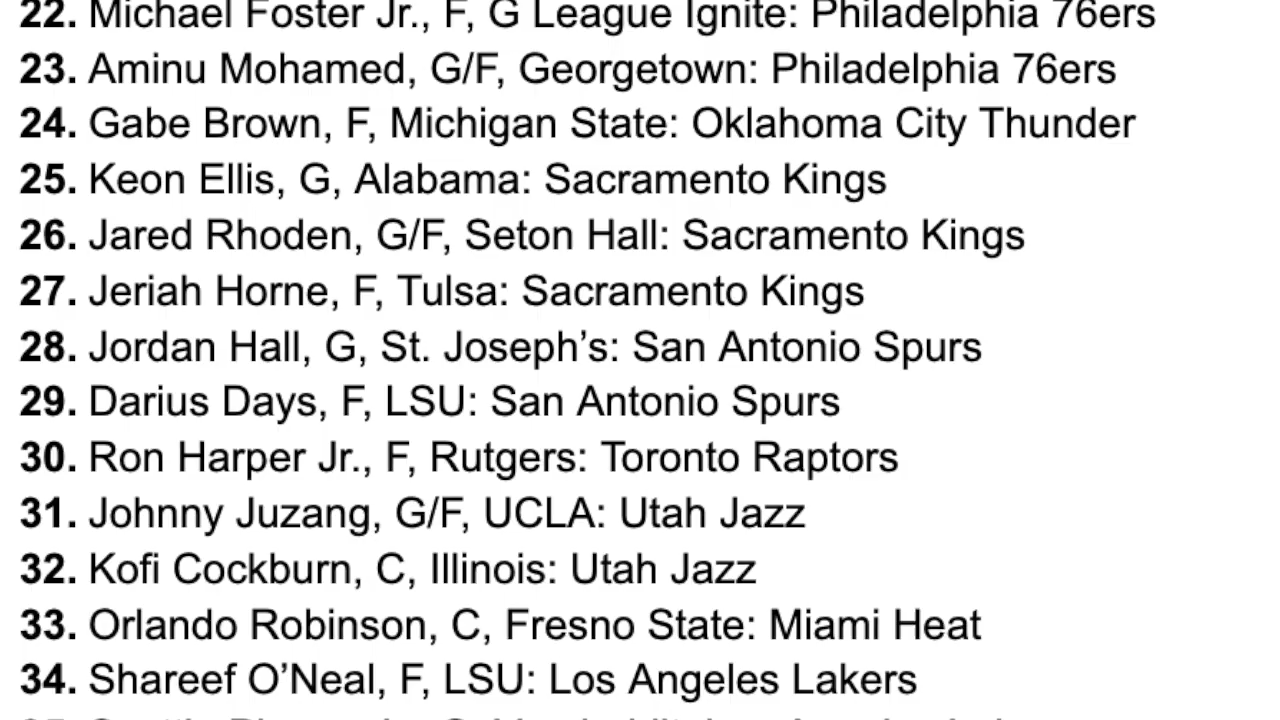 22. Michael Foster Jr., F, G League Ignite: Philadelphia 76ers
23. Aminu Mohamed, G/F, Georgetown: Philadelphia 76ers
24. Gabe Brown, F, Michigan State: Oklahoma City Thunder
25. Keon Ellis, G, Alabama: Sacramento Kings
26. Jared Rhoden, G/F, Seton Hall: Sacramento Kings
27. Jeriah Horne, F, Tulsa: Sacramento Kings
28. Jordan Hall, G, St. Joseph’s: San Antonio Spurs
29. Darius Days, F, LSU: San Antonio Spurs
30. Ron Harper Jr., F, Rutgers: Toronto Raptors
31. Johnny Juzang, G/F, UCLA: Utah Jazz
32. Kofi Cockburn, C, Illinois: Utah Jazz
33. Orlando Robinson, C, Fresno State: Miami Heat
34. Shareef O’Neal, F, LSU: Los Angeles Lakers